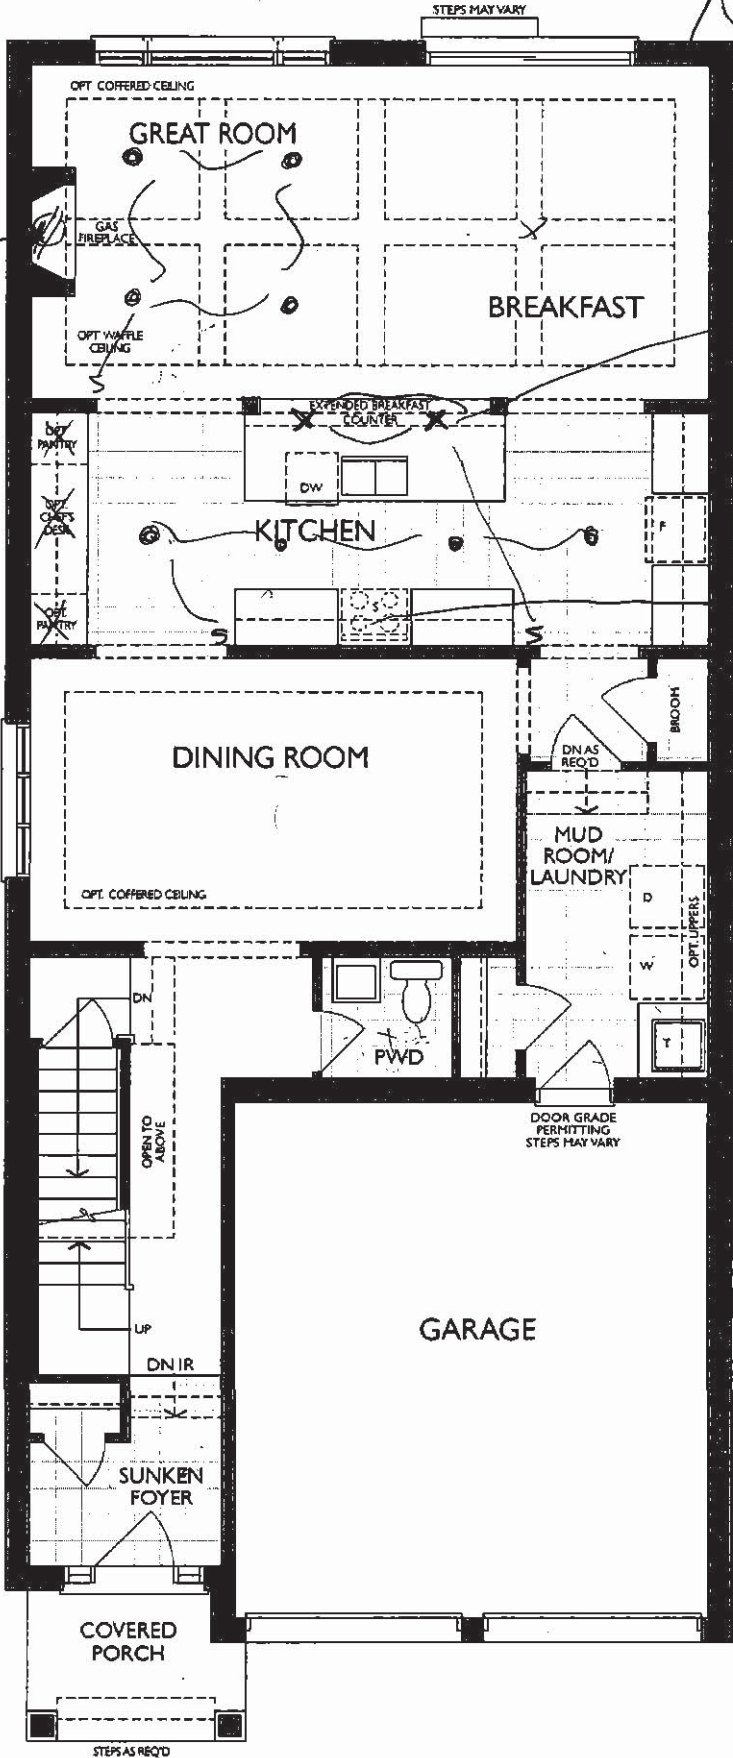 STEPS MAY VARY
OPT. COFFERED CEILING
GREAT ROOM
GAS
FIREPLACE
BREAKFAST
OPT WAFFLE
CEILING
S
EXTENDED BREAKFAST
COUNTER
OPT.
PANTRY
DW
OPT.
CHEF'S
DESK
KITCHEN
F
S
OPT.
PANTRY
S
S
BROOM
DINING ROOM
DN AS
REQ'D
MUD
ROOM/
LAUNDRY
OPT. COFFERED CEILING
D
OPT. UPPERS
W
DN
T
PWD
OPEN TO
ABOVE
DOOR GRADE
PERMITTING
STEPS MAY VARY
UP
GARAGE
DN 1R
SUNKEN
FOYER
COVERED
PORCH
STEPS AS REQ'D